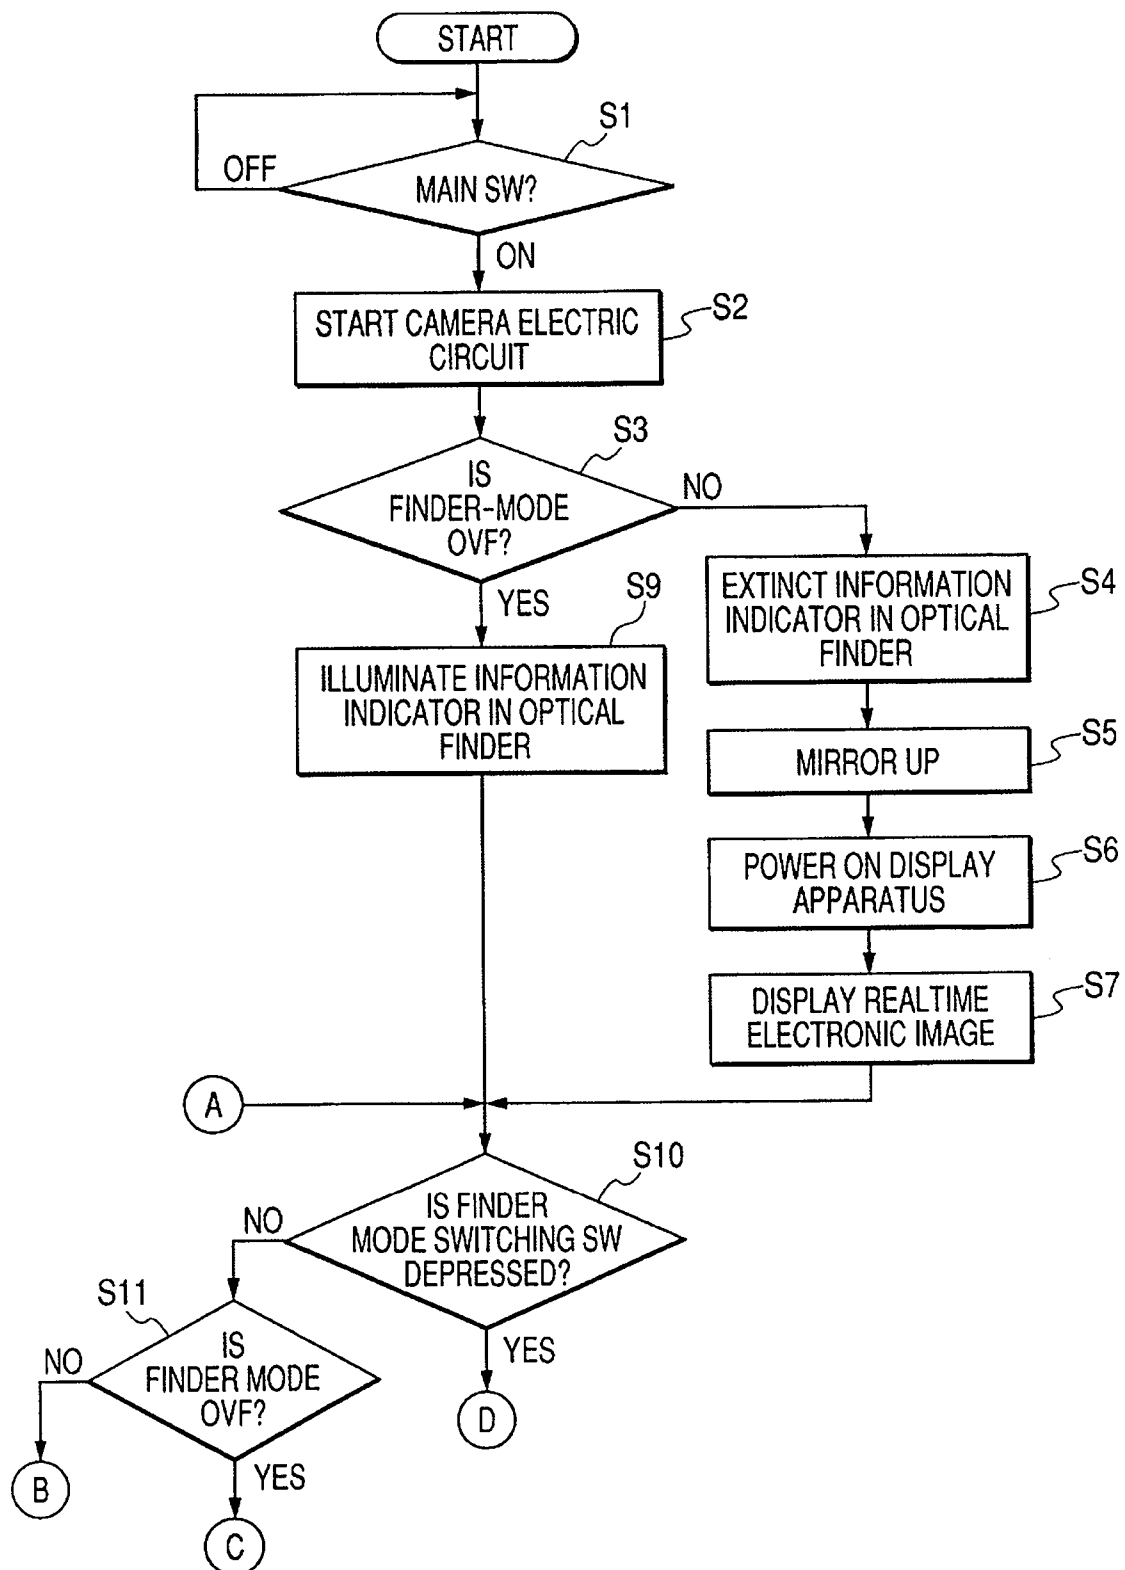 START
S1
OFF
MAIN SW?
ON
S2
START CAMERA ELECTRIC
CIRCUIT
S3
IS
FINDER-MODE
OVF?
NO
YES
S4
EXTINCT INFORMATION
INDICATOR IN OPTICAL
FINDER
S9
ILLUMINATE INFORMATION
INDICATOR IN OPTICAL
FINDER
S5
MIRROR UP
S6
POWER ON DISPLAY
APPARATUS
S7
DISPLAY REALTIME
ELECTRONIC IMAGE
A
S10
IS FINDER
MODE SWITCHING SW
DEPRESSED?
NO
YES
D
S11
IS
FINDER MODE
OVF?
NO
B
YES
C